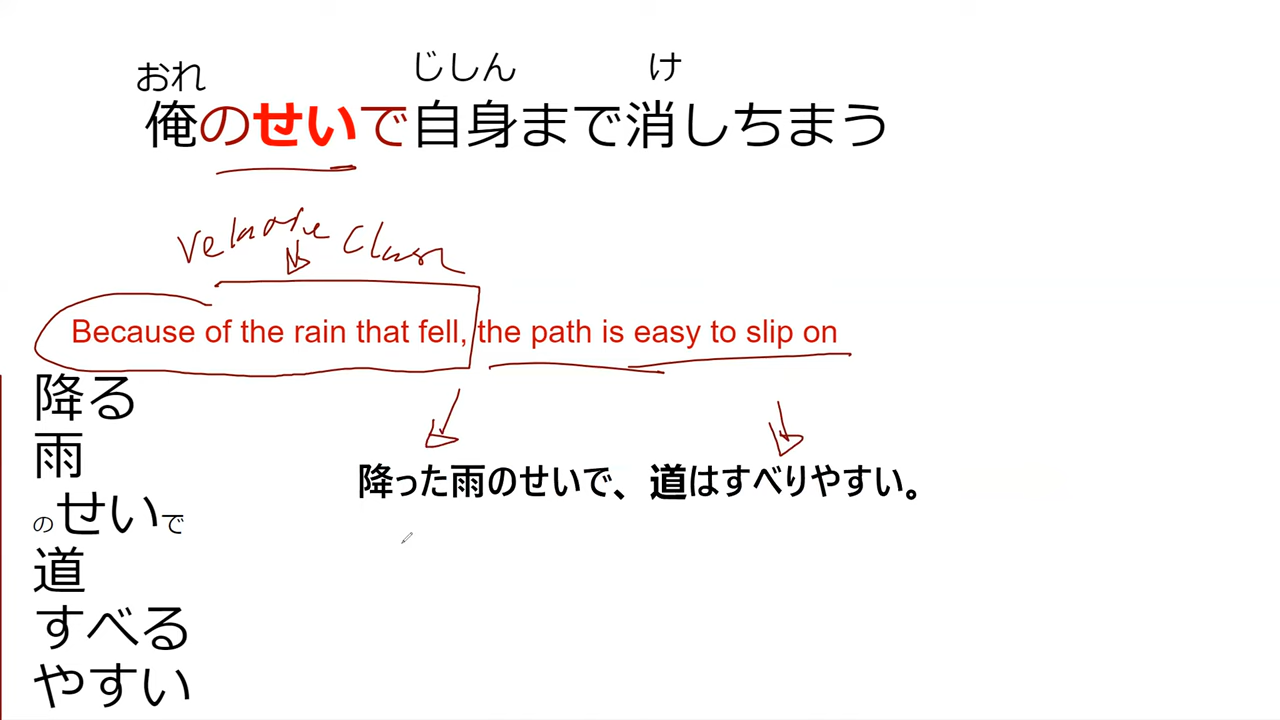 おれ じしん け
俺のせいで自身まで消しちまう
Because of the rain that fell, the path is easy to slip on
降る
雨
降った雨のせいで、道はすべりやすい。
のせいで
道
すべる
やすい